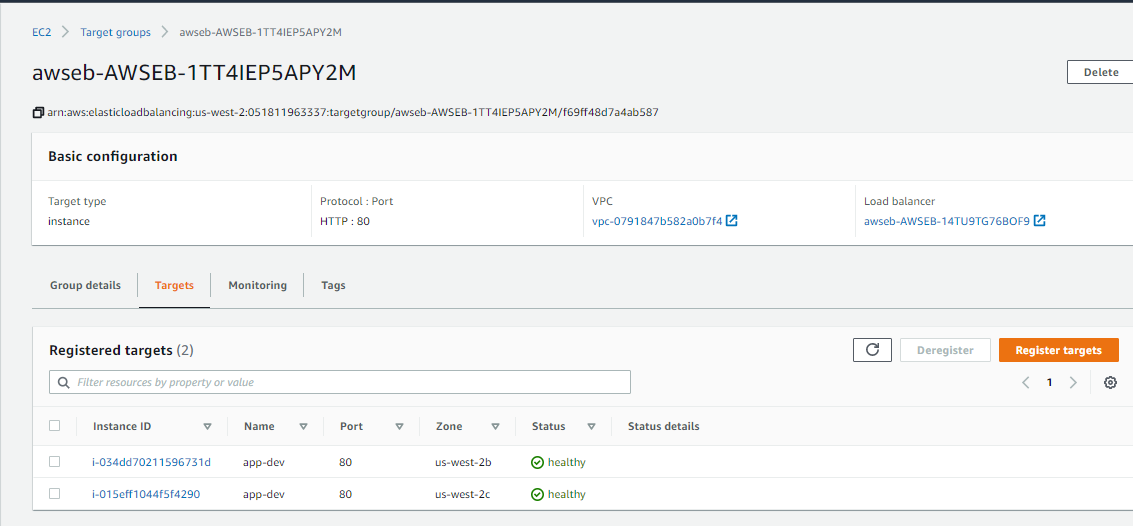 EC2 > Target groups > awseb-AWSEB-1TT4IEP5APY2M
awseb-AWSEB-1TT4IEP5APY2M
Delete
arn:aws:elasticloadbalancing:us-west-2:051811963337:targetgroup/awseb-AWSEB-1TT4IEP5APY2M/f69ff48d7a4ab587
Basic configuration
Target type Protocol : Port VPC Load balancer
instance HTTP : 80 vpc-0791847b582a0b7f4 awseb-AWSEB-14TU9TG76BOF9
Group details Targets Monitoring Tags
Registered targets (2) Deregister Register targets
Filter resources by property or value
1
Instance ID Name Port Zone Status Status details
i-034dd70211596731d app-dev 80 us-west-2b healthy
i-015eff1044f5f4290 app-dev 80 us-west-2c healthy